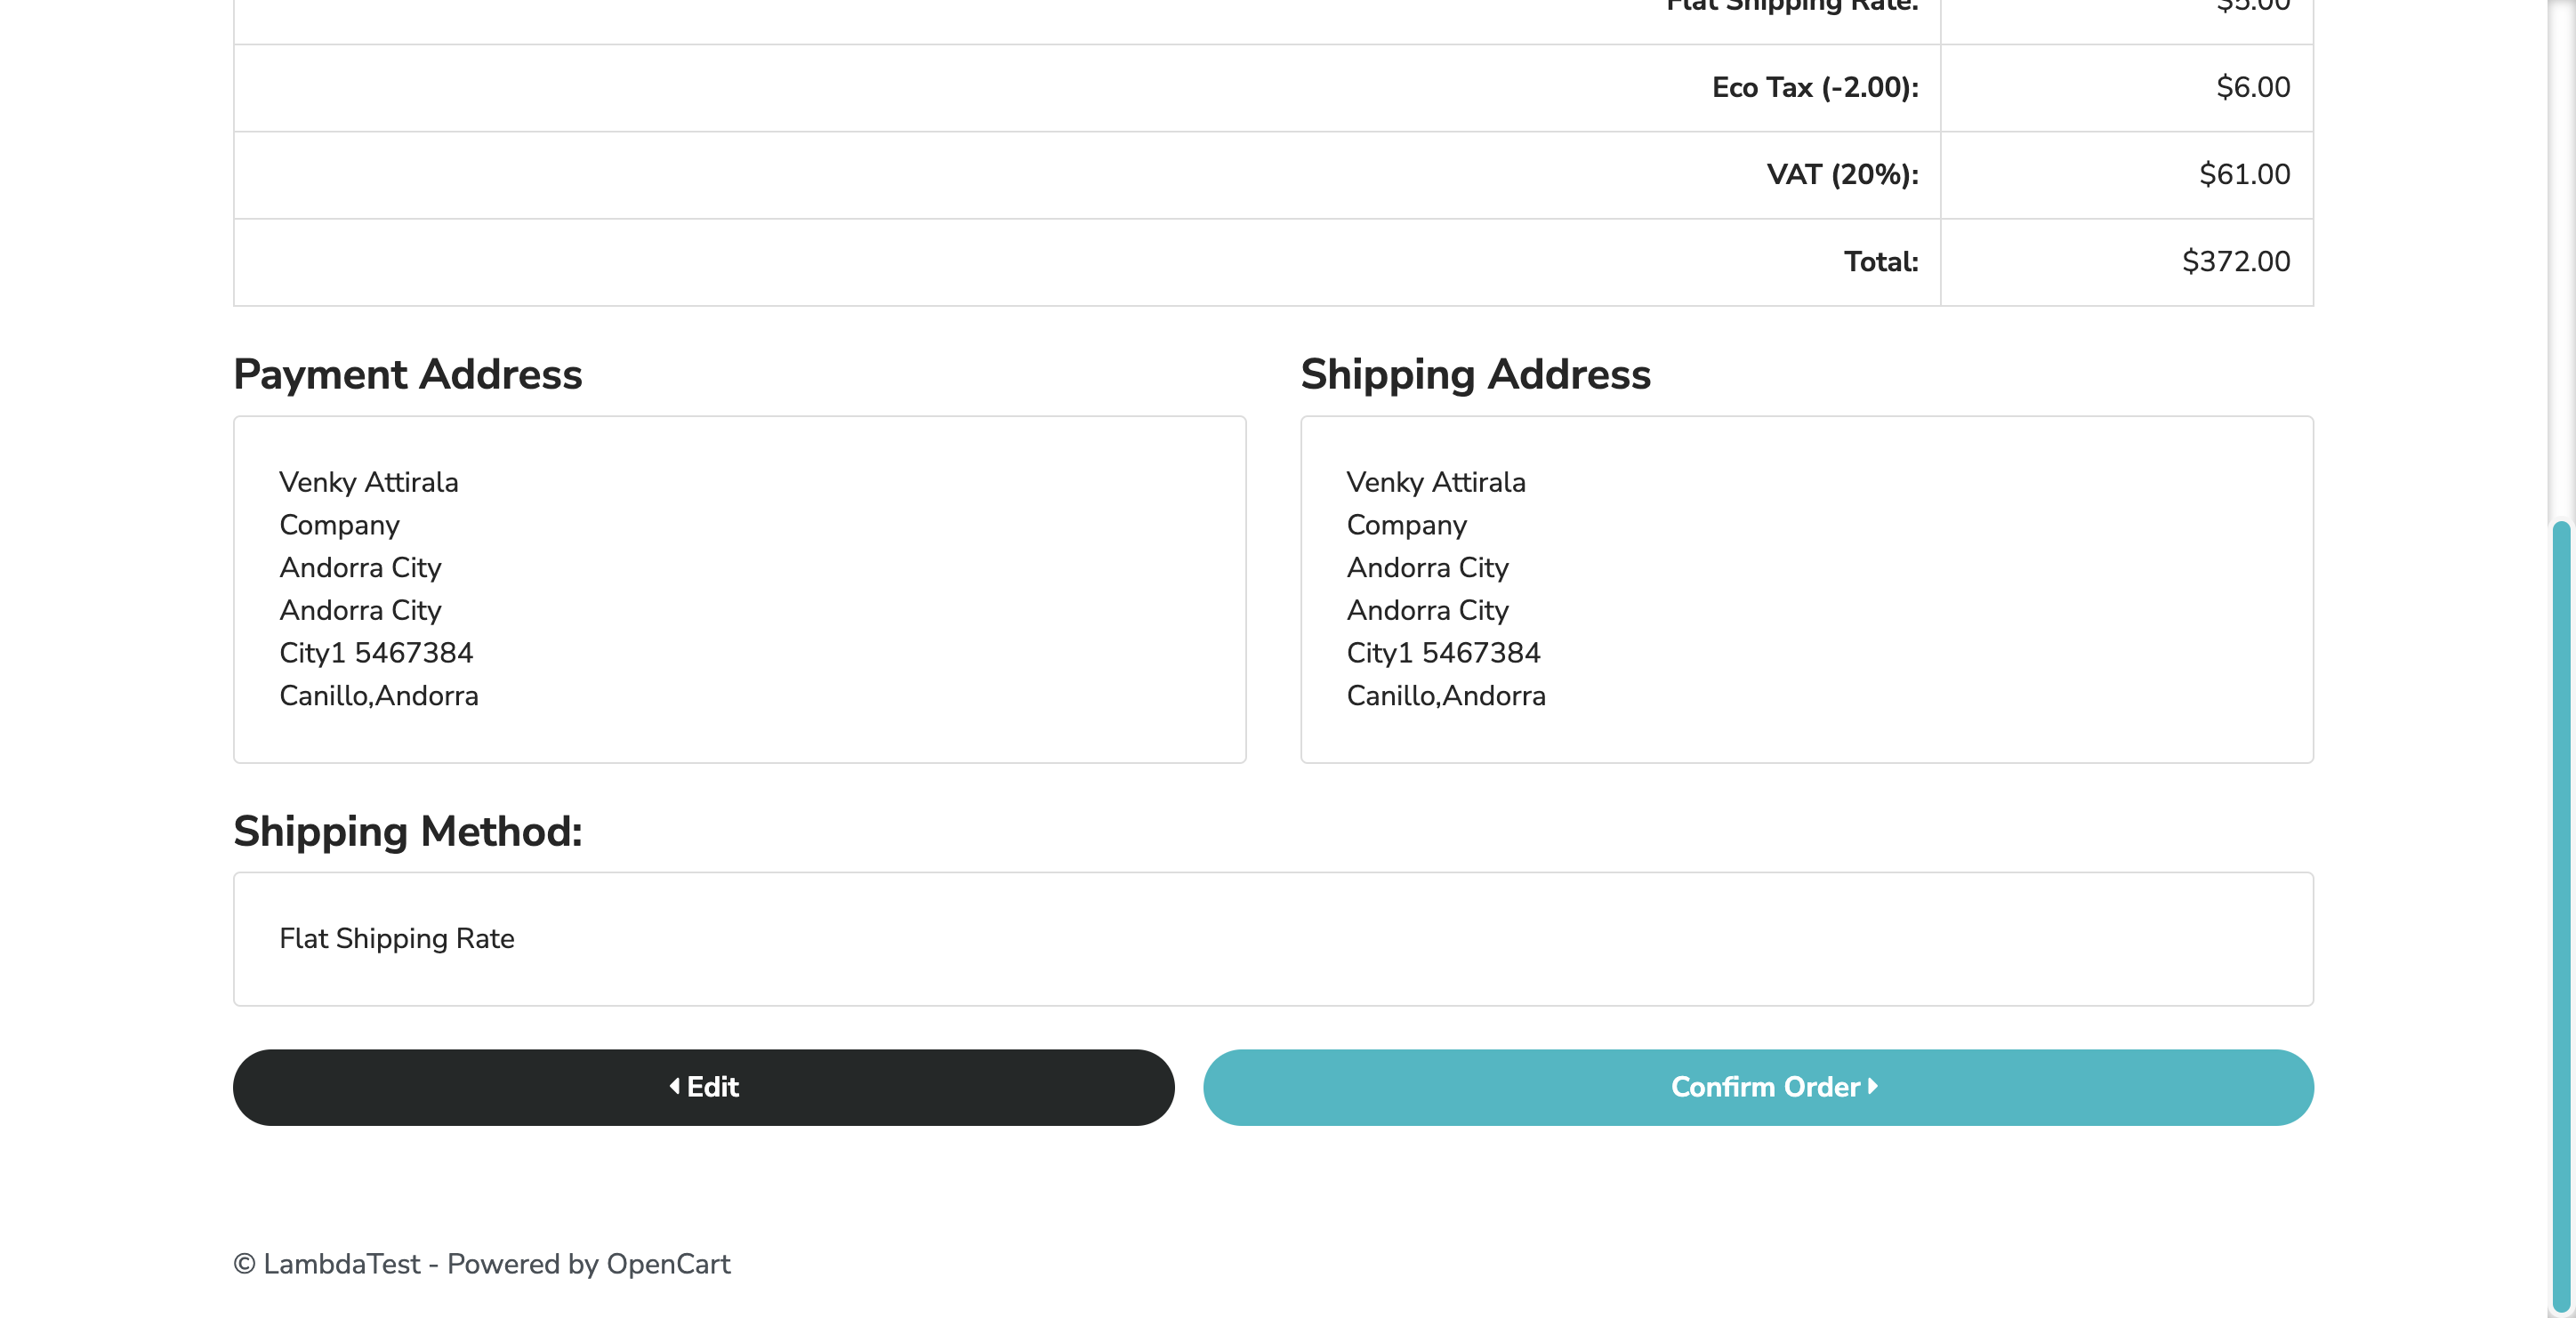 Flat Shipping Rate: $5.00
Eco Tax (-2.00): $6.00
VAT (20%): $61.00
Total: $372.00
Payment Address
Venky Attirala
Company
Andorra City
Andorra City
City1 5467384
Canillo,Andorra
Shipping Address
Venky Attirala
Company
Andorra City
Andorra City
City1 5467384
Canillo,Andorra
Shipping Method:
Flat Shipping Rate
Edit
Confirm Order
© LambdaTest - Powered by OpenCart